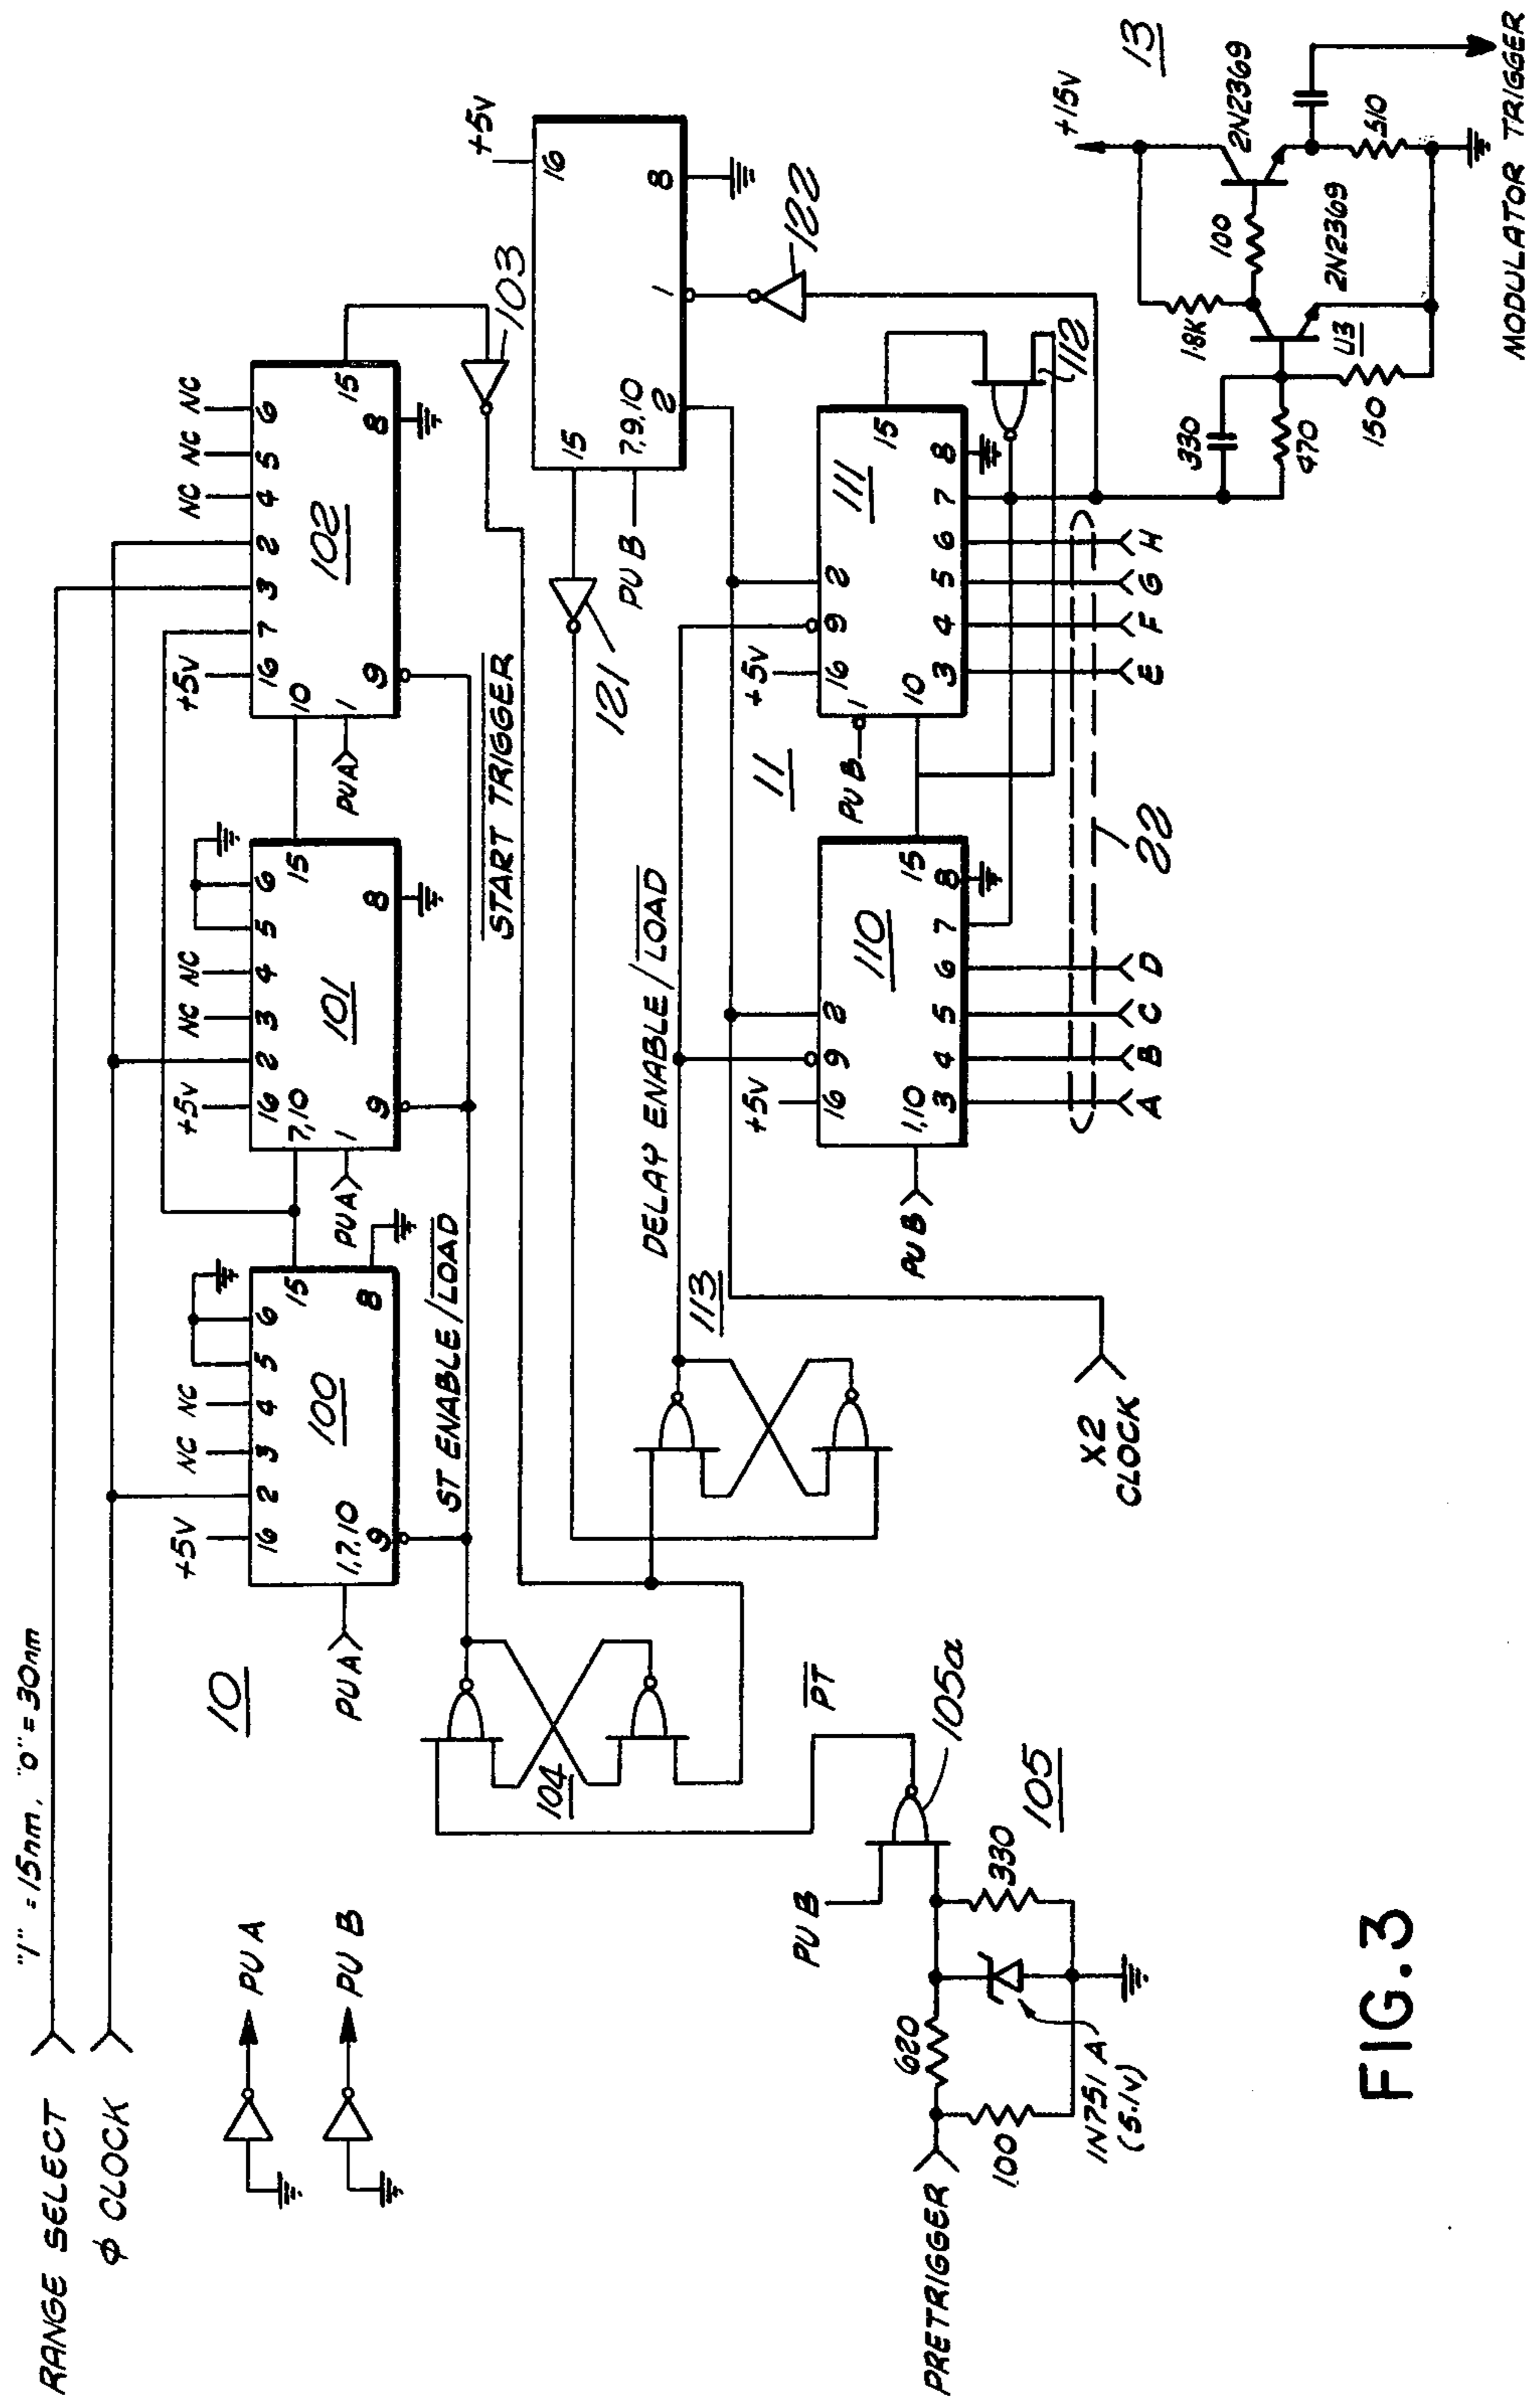 RANGE SELECT
"1" = 15nm, "0" = 30nm
φ CLOCK
PU A
PU B
10
+5V
NC NC
16 2 3 4 5 6
1,7,10
100
15
9
8
PU A
+5V
NC NC
16 2 3 4 5 6
7,10
101
15
1
9
8
PU A
+5V
NC NC NC
16 7 3 2 4 5 6
10
102
15
1
9
8
PU A
ST ENABLE/LOAD
START TRIGGER
103
104
+5V
16
15
7,9,10
2
1
8
PU B
121
122
DELAY ENABLE/LOAD
113
11
+5V
16 9 2
1,10
110
15
3 4 5 6 7 8
PU B
A B C D
+5V
16 9 2
1
10
111
15
3 4 5 6 7 8
PU B
E F G H
112
22
X2
CLOCK
PT
PU B
105a
105
PRETRIGGER
620
100
330
1N751A
(5.1V)
13
+15V
1.8K
100
2N2369
2N2369
U3
330
470
150
510
MODULATOR TRIGGER
FIG.3